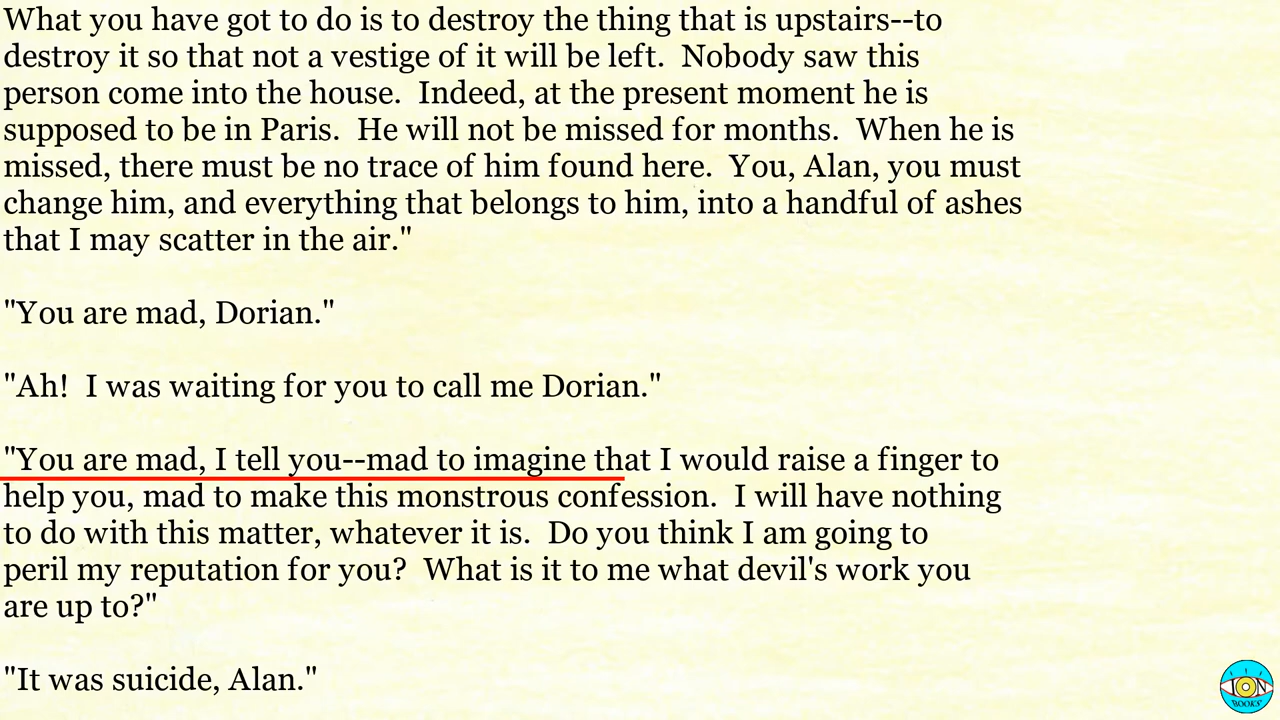 What you have got to do is to destroy the thing that is upstairs--to
destroy it so that not a vestige of it will be left.  Nobody saw this
person come into the house.  Indeed, at the present moment he is
supposed to be in Paris.  He will not be missed for months.  When he is
missed, there must be no trace of him found here.  You, Alan, you must
change him, and everything that belongs to him, into a handful of ashes
that I may scatter in the air."
"You are mad, Dorian."
"Ah!  I was waiting for you to call me Dorian."
"You are mad, I tell you--mad to imagine that I would raise a finger to
help you, mad to make this monstrous confession.  I will have nothing
to do with this matter, whatever it is.  Do you think I am going to
peril my reputation for you?  What is it to me what devil's work you
are up to?"
"It was suicide, Alan."
ION
BOOKS